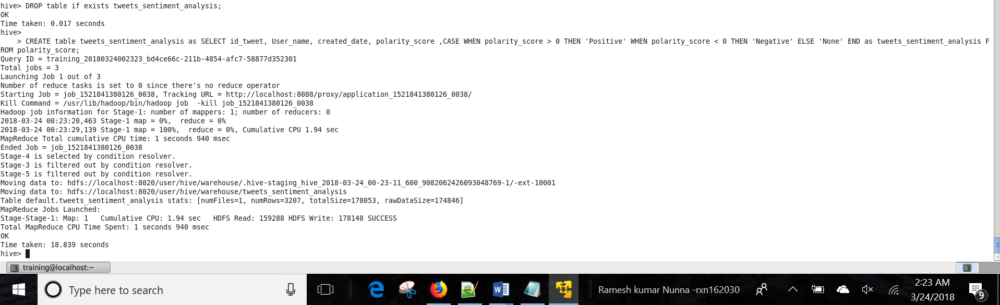 hive> DROP table if exists tweets_sentiment_analysis;
OK
Time taken: 0.017 seconds
hive>
    > CREATE table tweets_sentiment_analysis as SELECT id_tweet, User_name, created_date, polarity_score ,CASE WHEN polarity_score > 0 THEN 'Positive' WHEN polarity_score < 0 THEN 'Negative' ELSE 'None' END as tweets_sentiment_analysis F
ROM polarity_score;
Query ID = training_20180324002323_bd4ce66c-211b-4854-afc7-58877d352301
Total jobs = 3
Launching Job 1 out of 3
Number of reduce tasks is set to 0 since there's no reduce operator
Starting Job = job_1521841380126_0038, Tracking URL = http://localhost:8088/proxy/application_1521841380126_0038/
Kill Command = /usr/lib/hadoop/bin/hadoop job  -kill job_1521841380126_0038
Hadoop job information for Stage-1: number of mappers: 1; number of reducers: 0
2018-03-24 00:23:20,463 Stage-1 map = 0%,  reduce = 0%
2018-03-24 00:23:29,139 Stage-1 map = 100%,  reduce = 0%, Cumulative CPU 1.94 sec
MapReduce Total cumulative CPU time: 1 seconds 940 msec
Ended Job = job_1521841380126_0038
Stage-4 is selected by condition resolver.
Stage-3 is filtered out by condition resolver.
Stage-5 is filtered out by condition resolver.
Moving data to: hdfs://localhost:8020/user/hive/warehouse/.hive-staging_hive_2018-03-24_00-23-11_600_9082062426093048769-1/-ext-10001
Moving data to: hdfs://localhost:8020/user/hive/warehouse/tweets_sentiment_analysis
Table default.tweets_sentiment_analysis stats: [numFiles=1, numRows=3207, totalSize=178053, rawDataSize=174846]
MapReduce Jobs Launched:
Stage-Stage-1: Map: 1   Cumulative CPU: 1.94 sec   HDFS Read: 159288 HDFS Write: 178148 SUCCESS
Total MapReduce CPU Time Spent: 1 seconds 940 msec
OK
Time taken: 18.839 seconds
hive>
training@localhost:~
Type here to search
Ramesh kumar Nunna -rxn162030
2:23 AM
3/24/2018
9